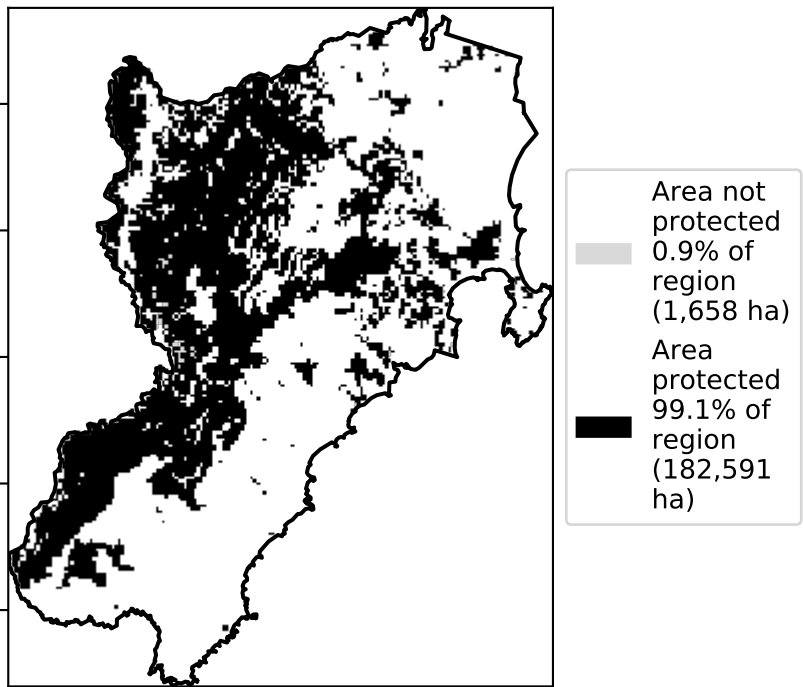 Area not
protected
0.9% of
region
(1,658 ha)
Area
protected
99.1% of
region
(182,591
ha)